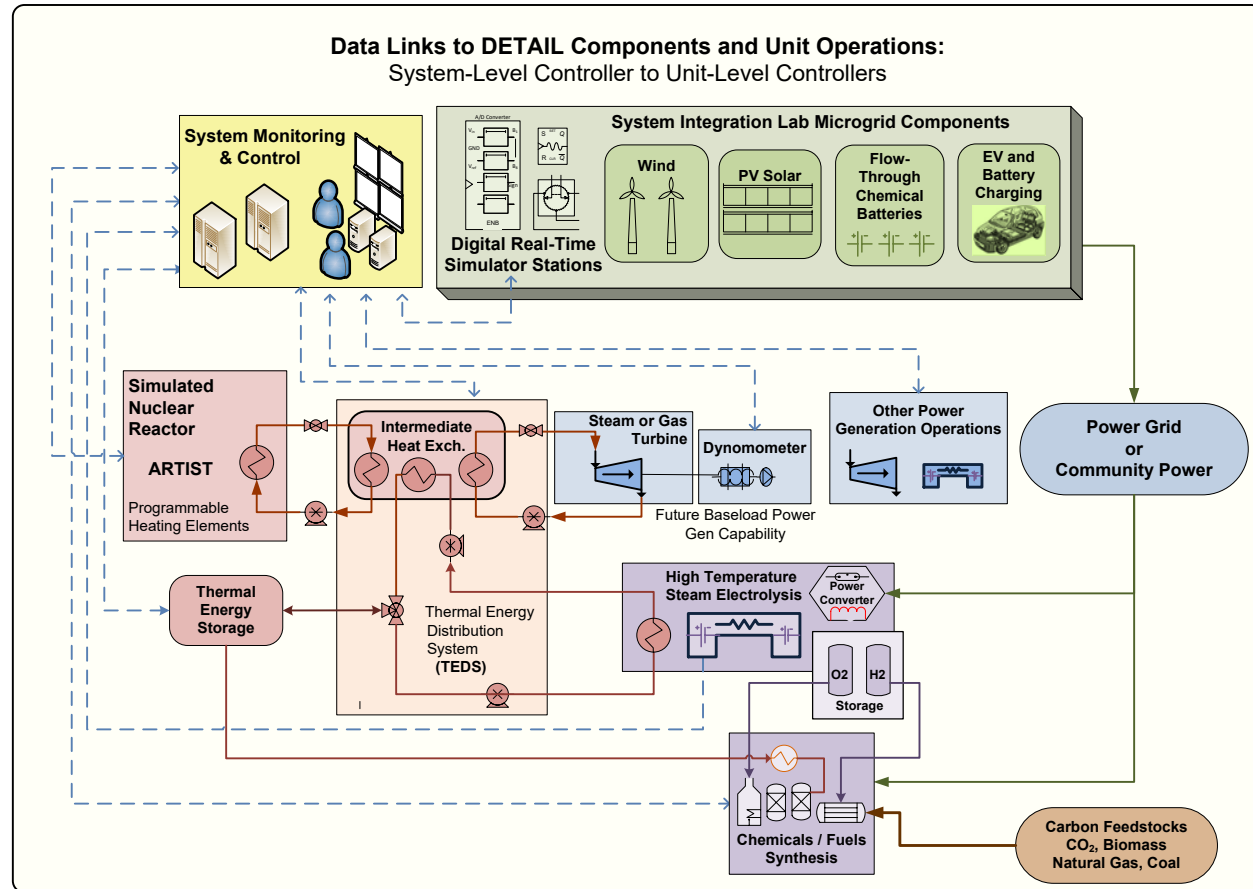 Data Links to DETAIL Components and Unit Operations:
System-Level Controller to Unit-Level Controllers
System Monitoring
& Control
A/D Converter
GND
ENB
S
SET
Q
R
CLR
Q
Digital Real-Time
Simulator Stations
System Integration Lab Microgrid Components
Wind
PV Solar
Flow-
Through
Chemical
Batteries
EV and
Battery
Charging
Simulated
Nuclear
Reactor
ARTIST
Programmable
Heating Elements
Intermediate
Heat Exch.
Steam or Gas
Turbine
Dynomometer
Future Baseload Power
Gen Capability
Other Power
Generation Operations
Power Grid
or
Community Power
Thermal
Energy
Storage
Thermal Energy
Distribution
System
(TEDS)
High Temperature
Steam Electrolysis
Power
Converter
O2
H2
Storage
Chemicals / Fuels
Synthesis
Carbon Feedstocks
CO₂, Biomass
Natural Gas, Coal